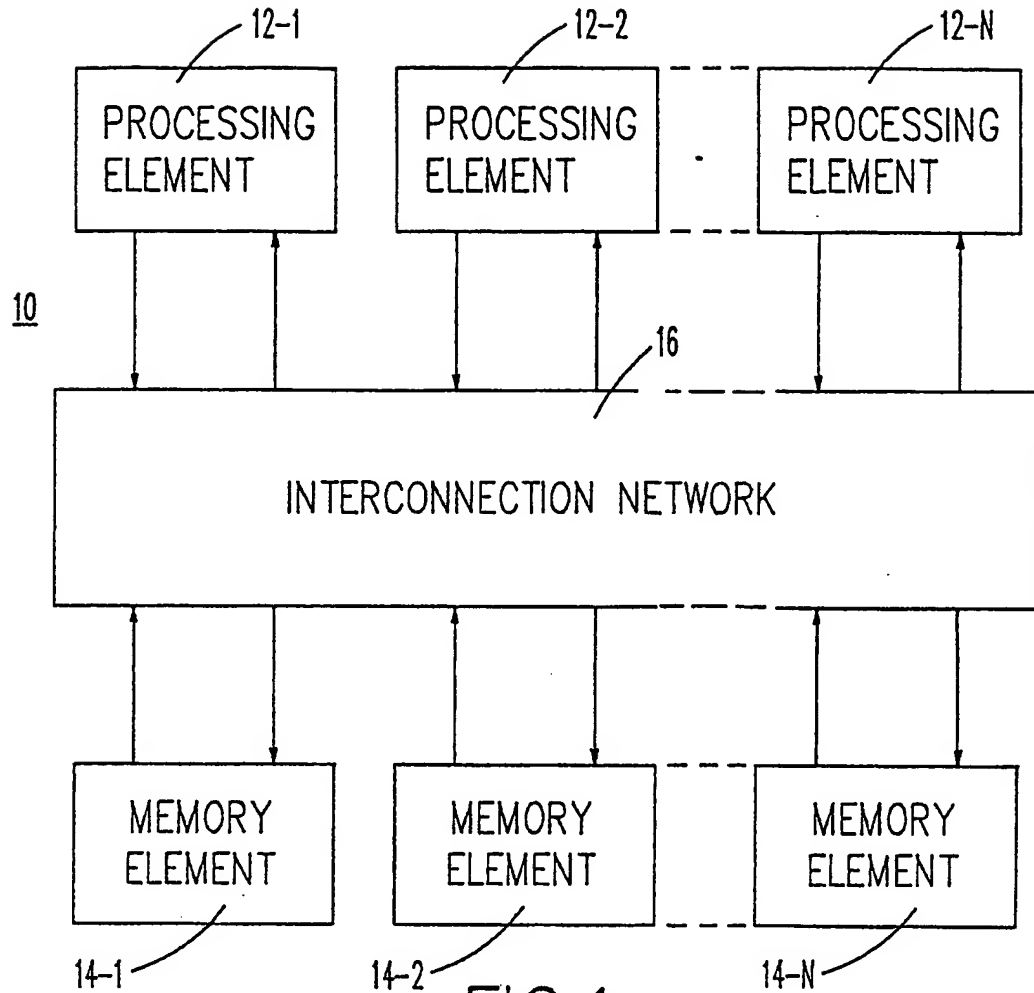 12-1
12-2
12-N
PROCESSING
ELEMENT
PROCESSING
ELEMENT
PROCESSING
ELEMENT
10
16
INTERCONNECTION NETWORK
MEMORY
ELEMENT
MEMORY
ELEMENT
MEMORY
ELEMENT
14-1
14-2
14-N